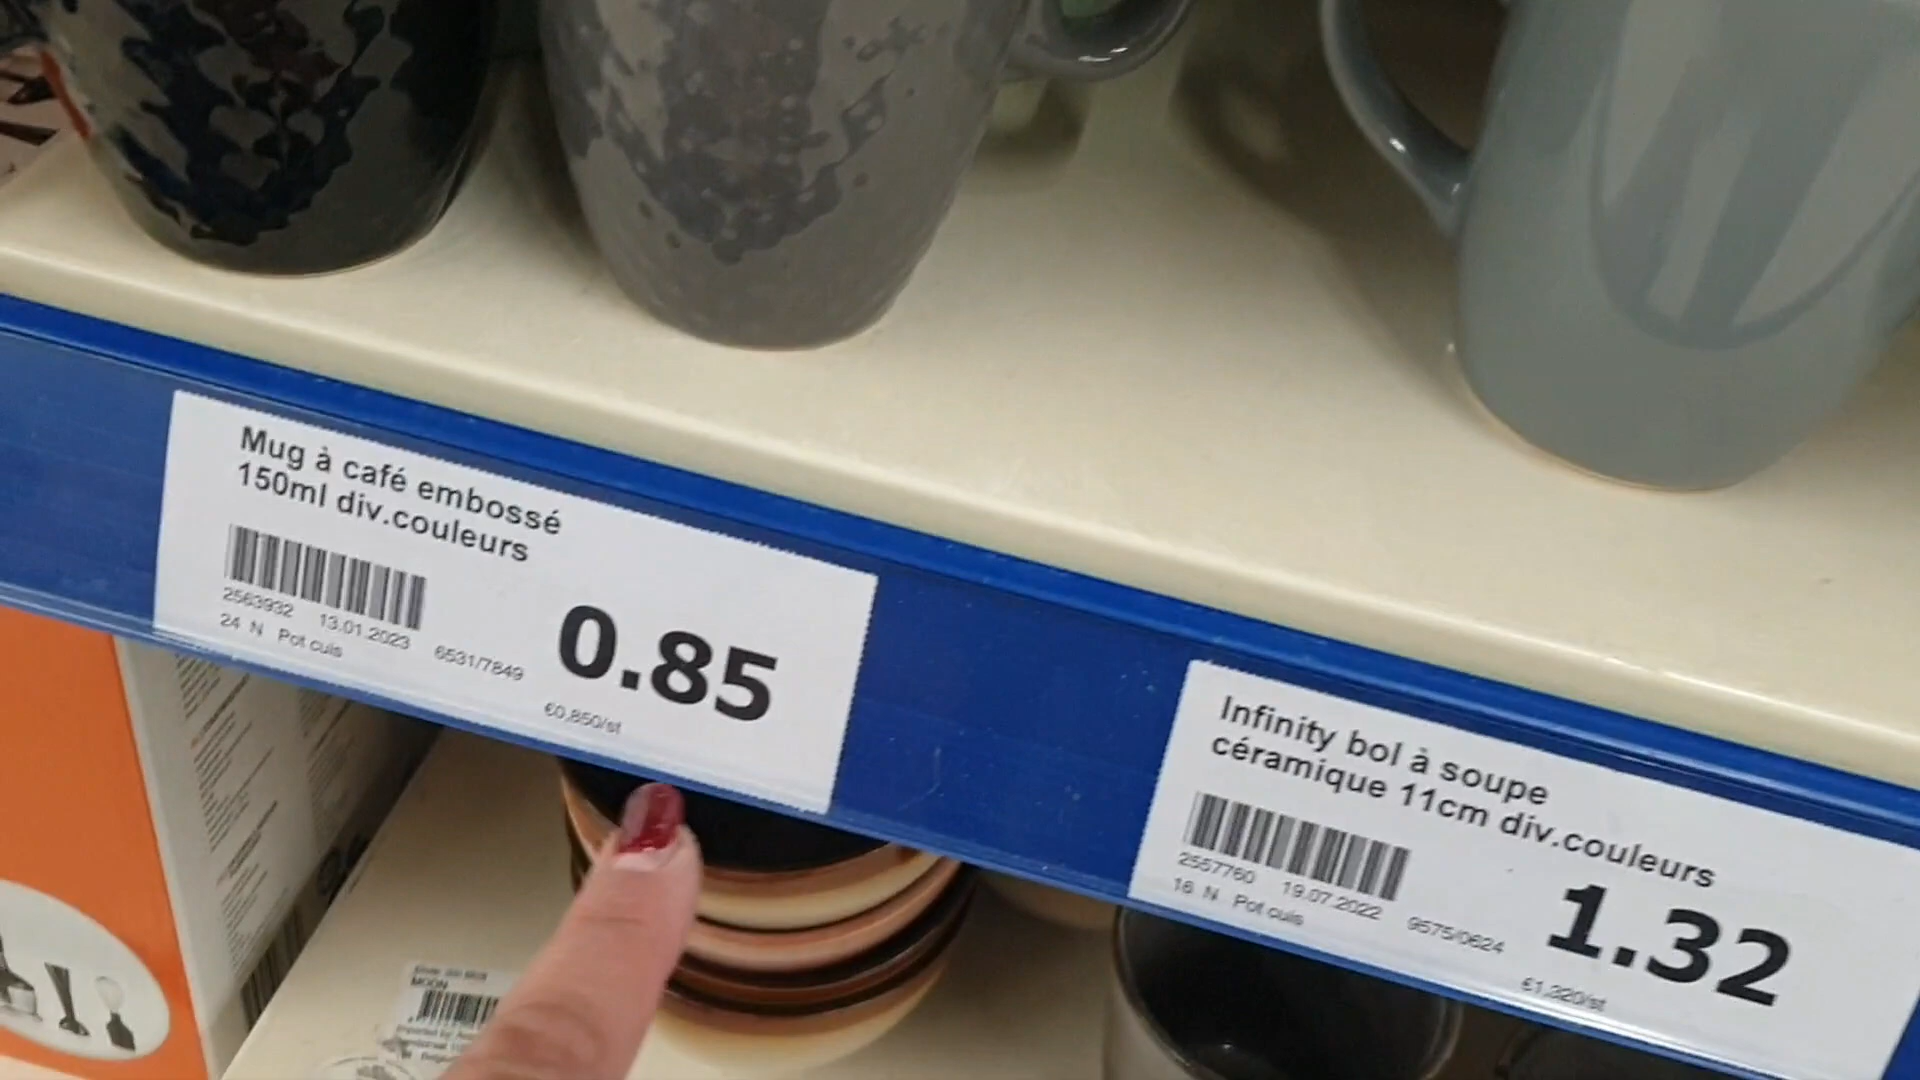 Mug à café embossé
150ml div.couleurs
2563932 13.01.2023 6531/7849
24 N Pot cuis
0.85
€0,850/st
Infinity bol à soupe
céramique 11cm div.couleurs
2557760 19.07.2022 9575/0624
16 N Pot cuis
1.32
€1,320/st
MOON